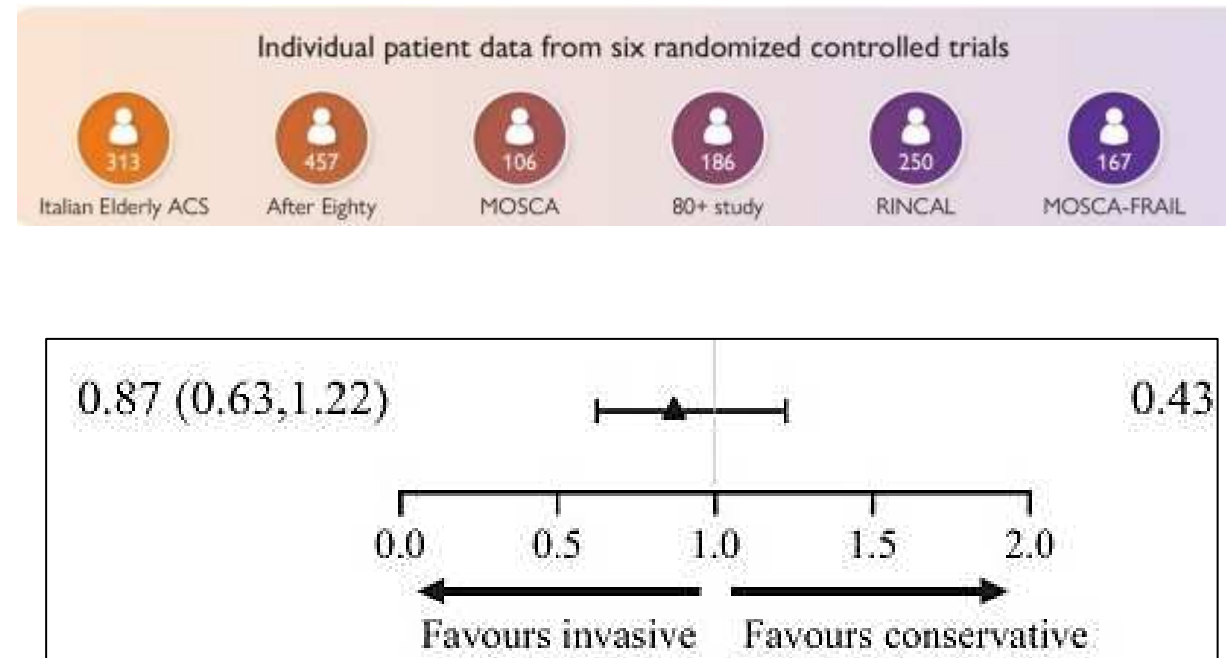 Individual patient data from six randomized controlled trials
313 457 106 186 250 167
Italian Elderly ACS After Eighty MOSCA 80+ study RINCAL MOSCA-FRAIL
0.87 (0.63,1.22) 0.43
0.0 0.5 1.0 1.5 2.0
Favours invasive Favours conservative